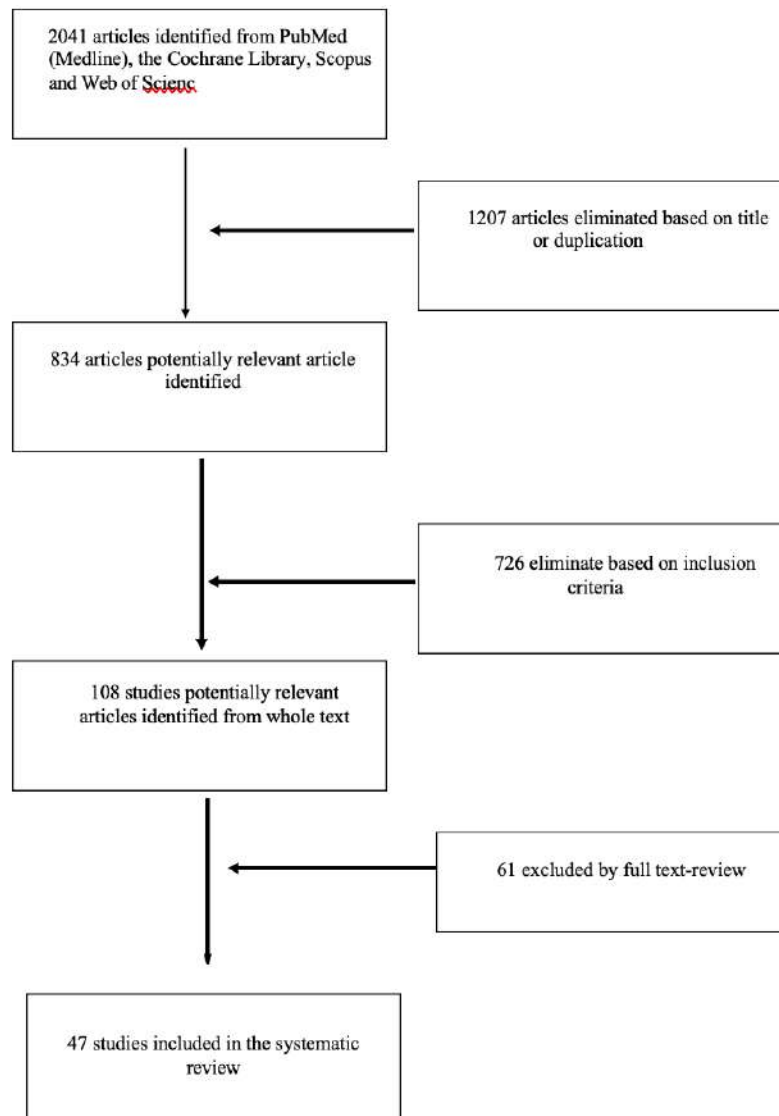 2041 articles identified from PubMed
(Medline), the Cochrane Library, Scopus
and Web of Scienc
1207 articles eliminated based on title
or duplication
834 articles potentially relevant article
identified
726 eliminate based on inclusion
criteria
108 studies potentially relevant
articles identified from whole text
61 excluded by full text-review
47 studies included in the systematic
review